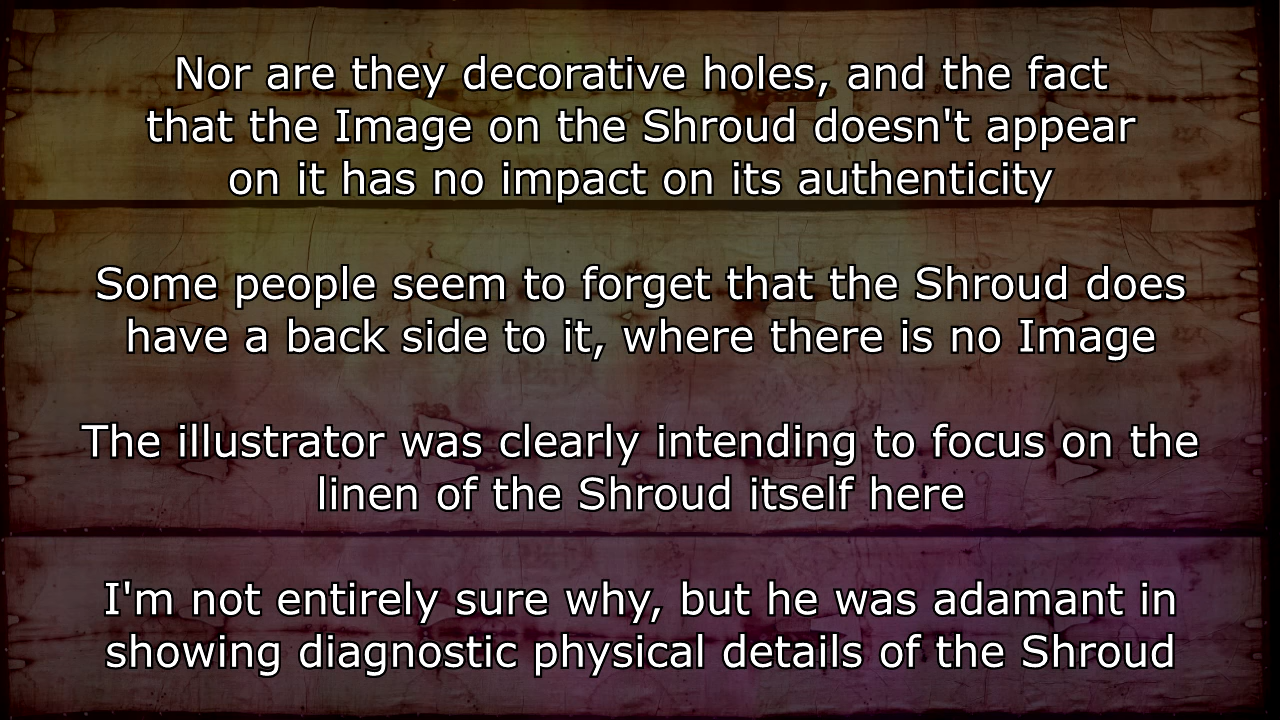 Nor are they decorative holes, and the fact
that the Image on the Shroud doesn't appear
on it has no impact on its authenticity
Some people seem to forget that the Shroud does
have a back side to it, where there is no Image
The illustrator was clearly intending to focus on the
linen of the Shroud itself here
I'm not entirely sure why, but he was adamant in
showing diagnostic physical details of the Shroud